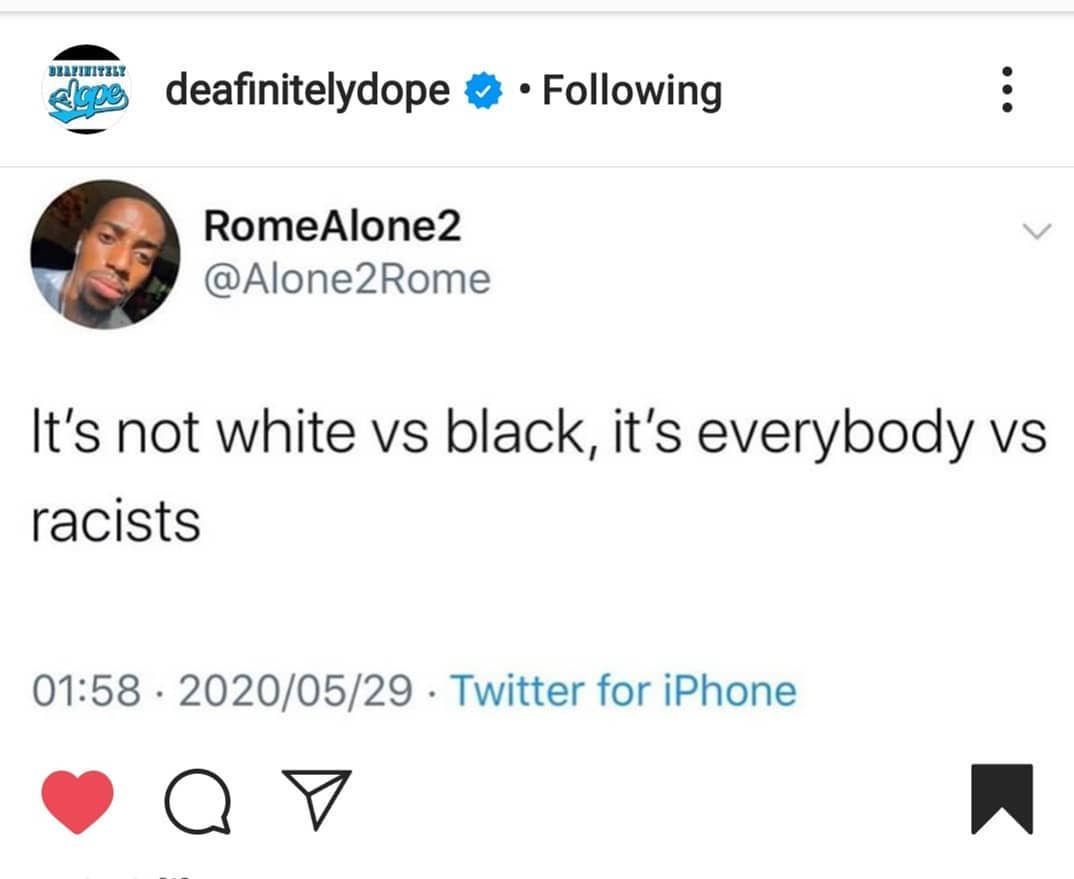 DEAFINITELY
dope
deafinitelydope • Following
RomeAlone2
@Alone2Rome
It's not white vs black, it's everybody vs
racists
01:58 · 2020/05/29 · Twitter for iPhone